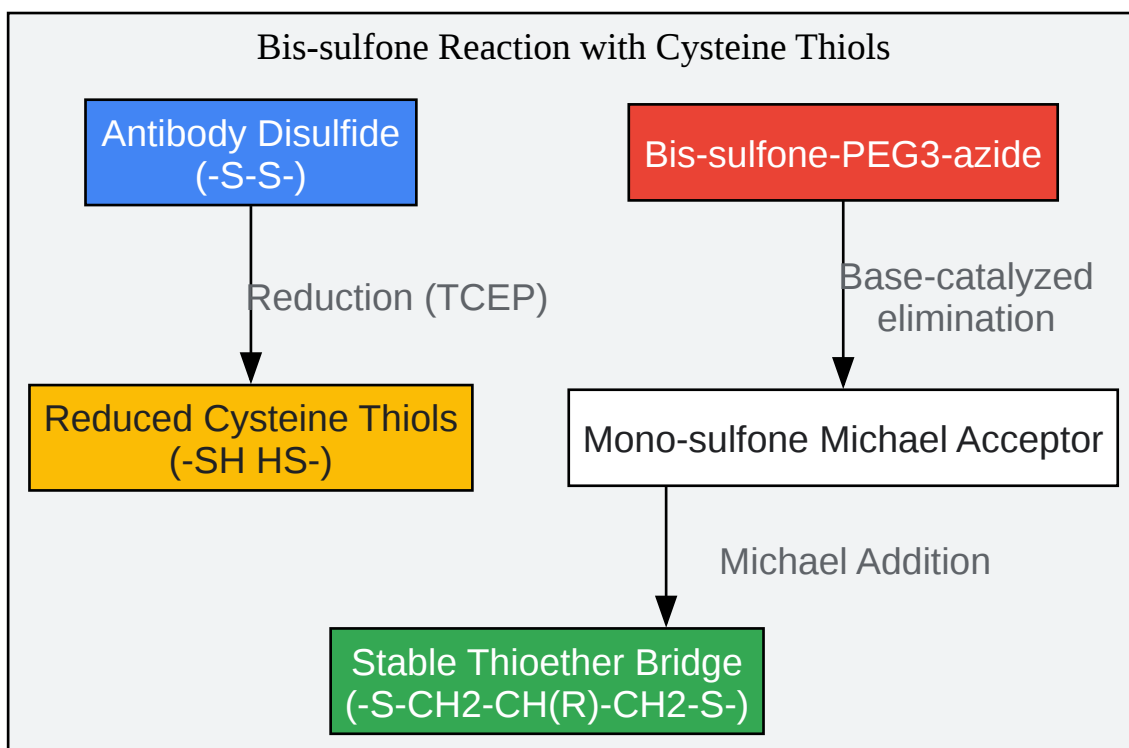 Bis-sulfone Reaction with Cysteine Thiols
Antibody Disulfide
(-S-S-)
Bis-sulfone-PEG3-azide
Reduction (TCEP)
Base-catalyzed
elimination
Reduced Cysteine Thiols
(-SH HS-)
Mono-sulfone Michael Acceptor
Michael Addition
Stable Thioether Bridge
(-S-CH2-CH(R)-CH2-S-)